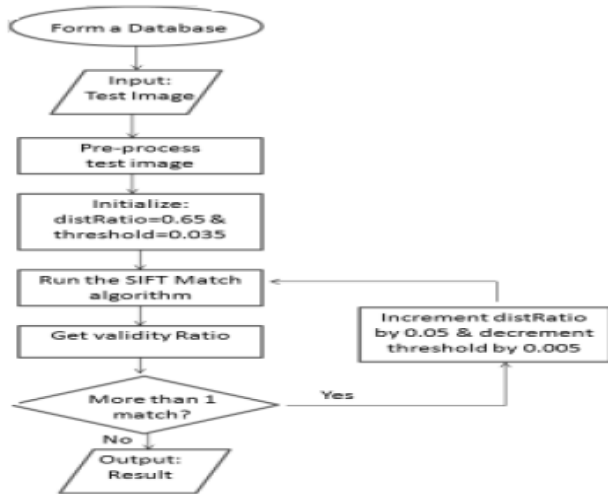 Form a Database
Input:
Test Image
Pre-process
test image
Initialize:
distRatio=0.65 &
threshold=0.035
Run the SIFT Match
algorithm
Get validity Ratio
Increment distRatio
by 0.05 & decrement
threshold by 0.005
More than 1
match?
Yes
No
Output:
Result